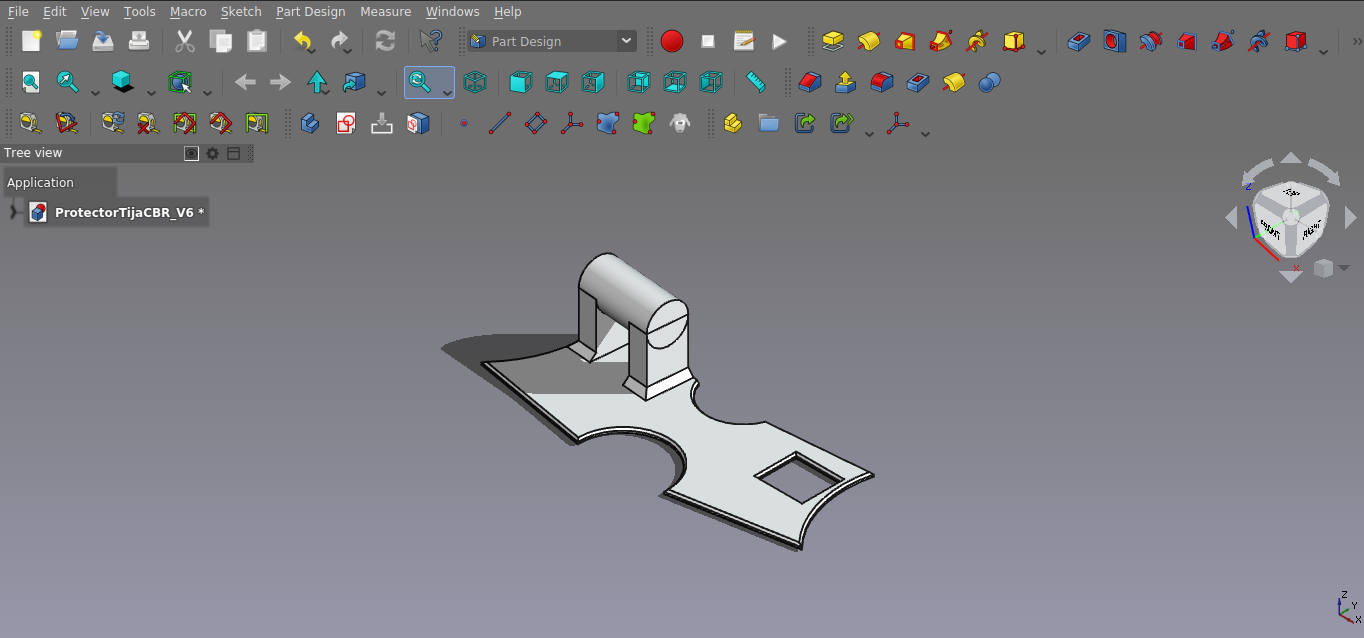 File Edit View Tools Macro Sketch Part Design Measure Windows Help
Part Design
Tree view
Application
ProtectorTijaCBR_V6 *
Z
X
Z
Y
X